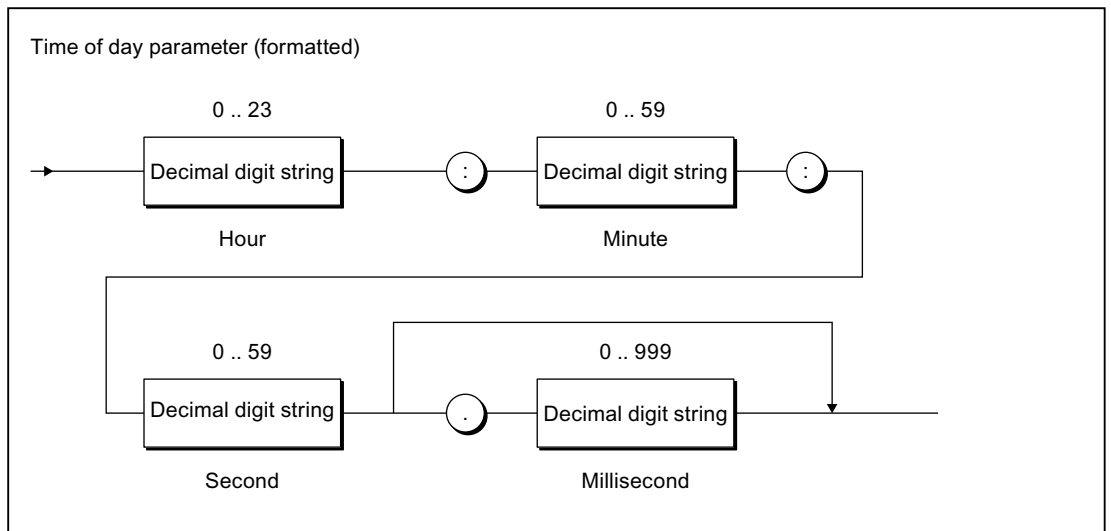 Time of day parameter (formatted)
0 .. 23
0 .. 59
Decimal digit string
:
Decimal digit string
:
Hour
Minute
0 .. 59
0 .. 999
Decimal digit string
.
Decimal digit string
Second
Millisecond